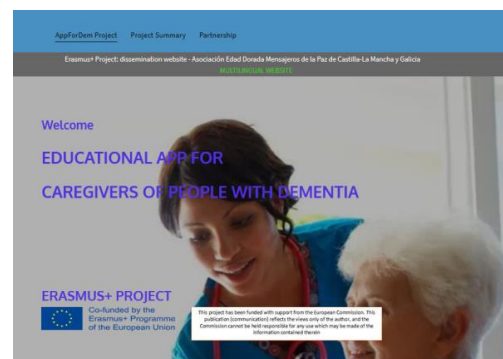 AppForDem Project Project Summary Partnership
Erasmus+ Project: dissemination website - Asociación Edad Dorada Mensajeros de la Paz de Castilla-La Mancha y Galicia
MULTILINGUAL WEBSITE
Welcome
EDUCATIONAL APP FOR
CAREGIVERS OF PEOPLE WITH DEMENTIA
ERASMUS+ PROJECT
Co-funded by the
Erasmus+ Programme
of the European Union
This project has been funded with support from the European Commission. This
publication [communication] reflects the views only of the author, and the
Commission cannot be held responsible for any use which may be made of the
information contained therein